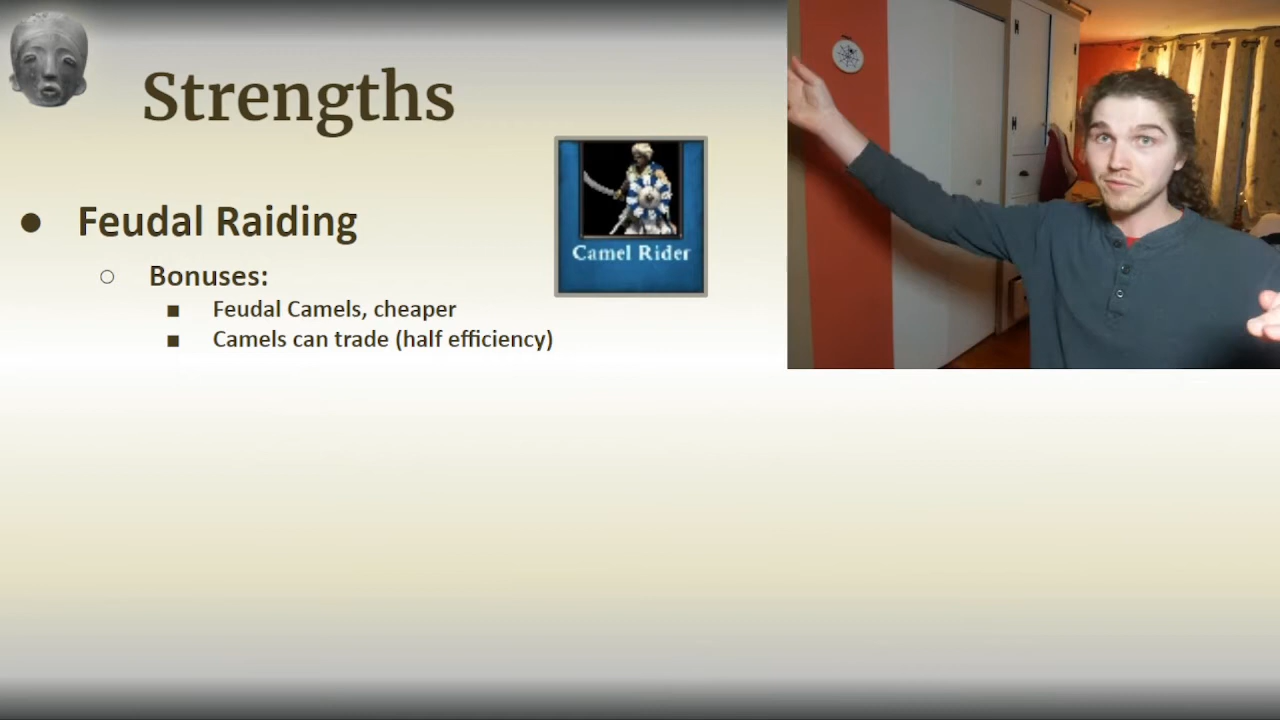 Strengths
Feudal Raiding
Camel Rider
Bonuses:
Feudal Camels, cheaper
Camels can trade (half efficiency)